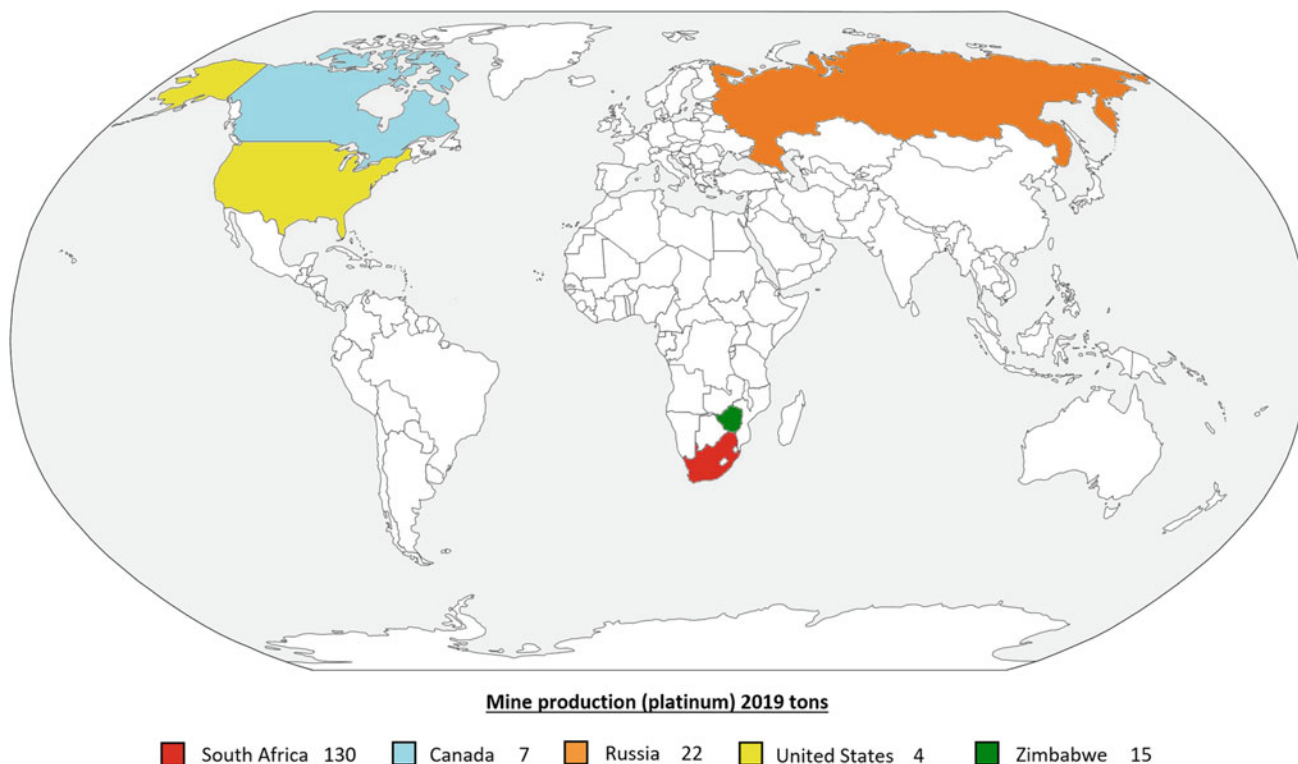 Mine production (platinum) 2019 tons
South Africa 130 Canada 7 Russia 22 United States 4 Zimbabwe 15